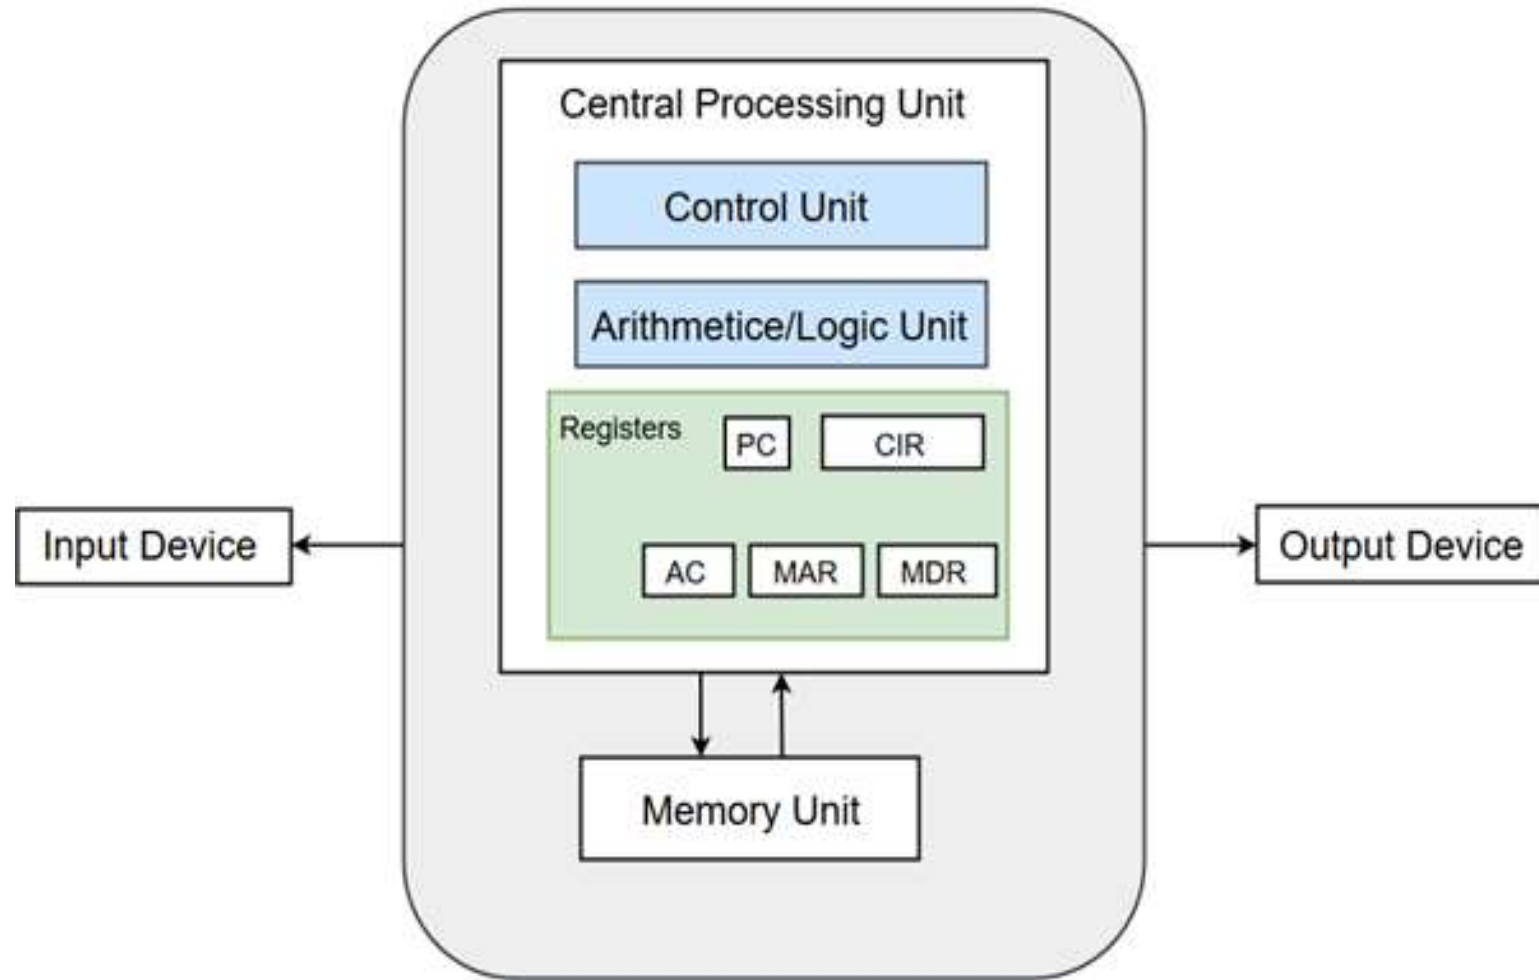 Central Processing Unit
Control Unit
Arithmetice/Logic Unit
Registers
PC
CIR
AC
MAR
MDR
Input Device
Output Device
Memory Unit